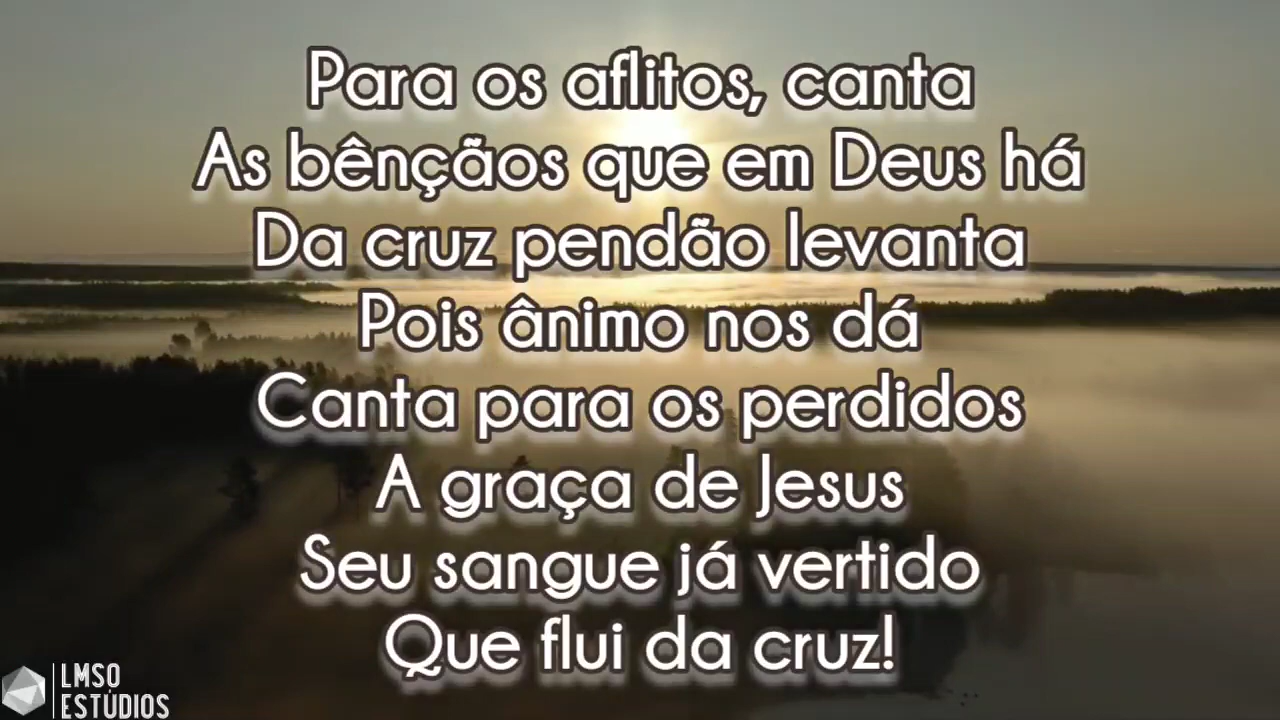 Para os aflitos, canta
As bênçãos que em Deus há
Da cruz pendão levanta
Pois ânimo nos dá
Canta para os perdidos
A graça de Jesus
Seu sangue já vertido
Que flui da cruz!
LMSO
ESTÚDIOS